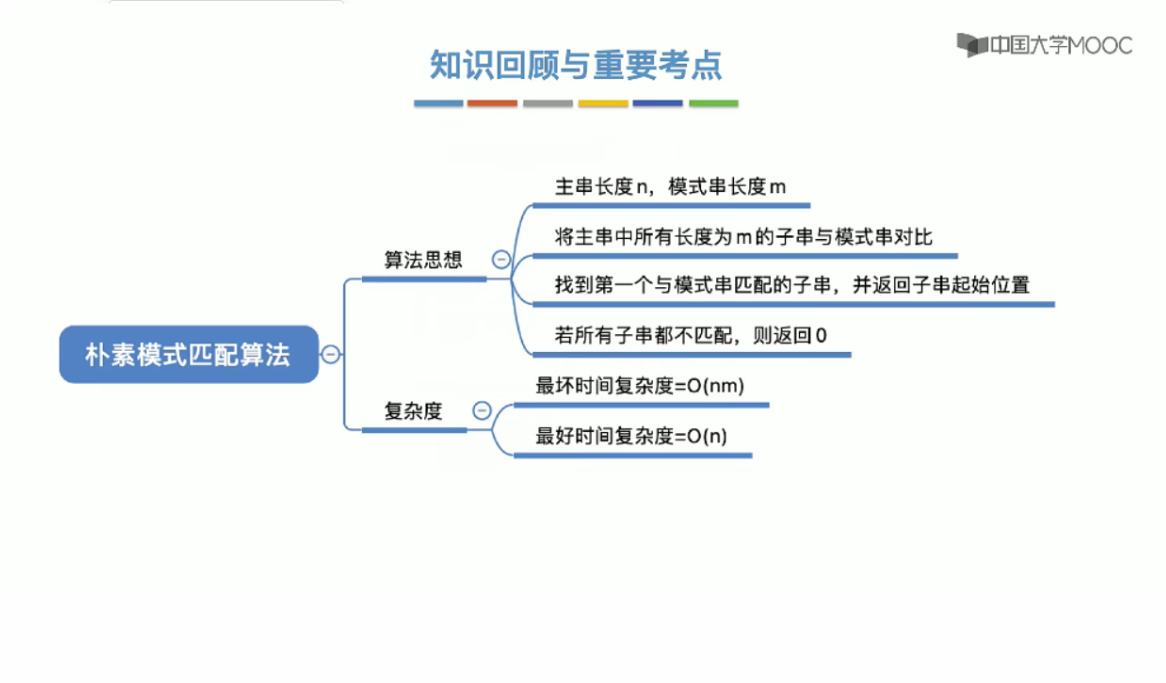 中国大学MOOC
知识回顾与重要考点
主串长度n，模式串长度m
将主串中所有长度为m的子串与模式串对比
算法思想
找到第一个与模式串匹配的子串，并返回子串起始位置
若所有子串都不匹配，则返回0
朴素模式匹配算法
最坏时间复杂度=O(nm)
复杂度
最好时间复杂度=O(n)